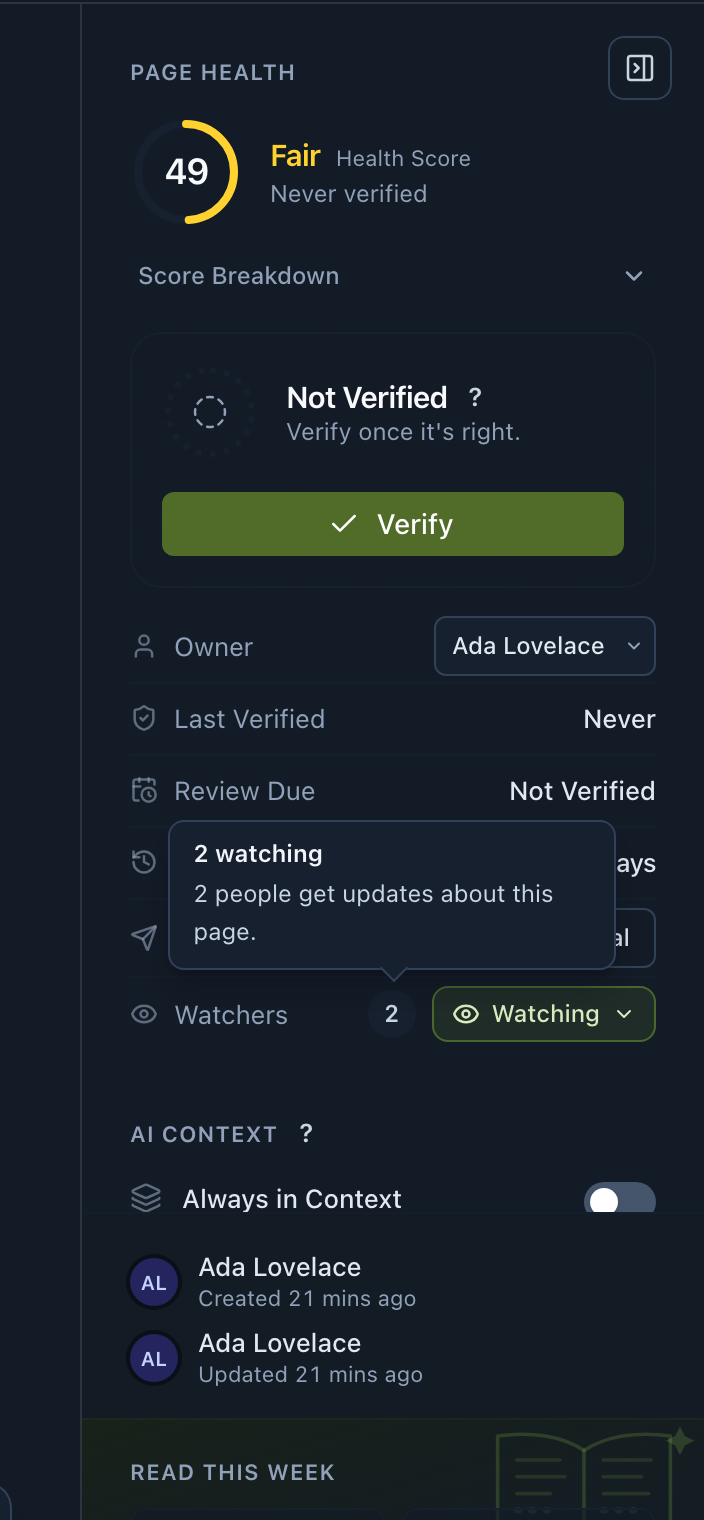 PAGE HEALTH
49
Fair Health Score
Never verified
Score Breakdown
Not Verified ?
Verify once it's right.
Verify
Owner Ada Lovelace
Last Verified Never
Review Due Not Verified
2 watching
2 people get updates about this
page.
Watchers 2 Watching
AI CONTEXT ?
Always in Context
AL Ada Lovelace
Created 21 mins ago
AL Ada Lovelace
Updated 21 mins ago
READ THIS WEEK